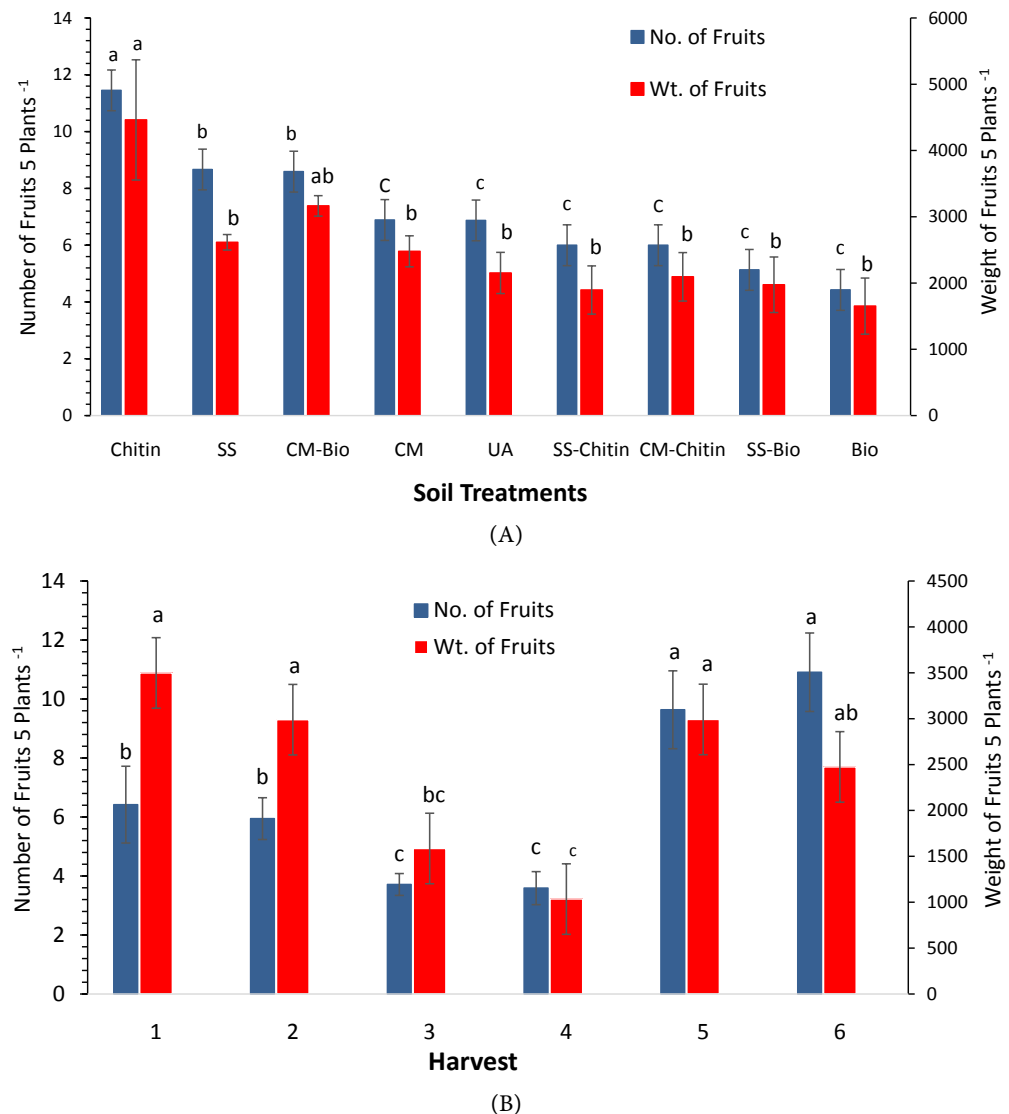 14
12
10
8
6
4
2
0
Number of Fruits 5 Plants -1
6000
5000
4000
3000
2000
1000
0
Weight of Fruits 5 Plants -1
No. of Fruits
Wt. of Fruits
a a
b b
b ab
C b
c b
c b
C b
c b
c b
Chitin SS CM-Bio CM UA SS-Chitin CM-Chitin SS-Bio Bio
Soil Treatments
(A)
14
12
10
8
6
4
2
0
Number of Fruits 5 Plants -1
4500
4000
3500
3000
2500
2000
1500
1000
500
0
Weight of Fruits 5 Plants -1
No. of Fruits
Wt. of Fruits
b a
b a
c bc
c c
a a
a ab
1 2 3 4 5 6
Harvest
(B)